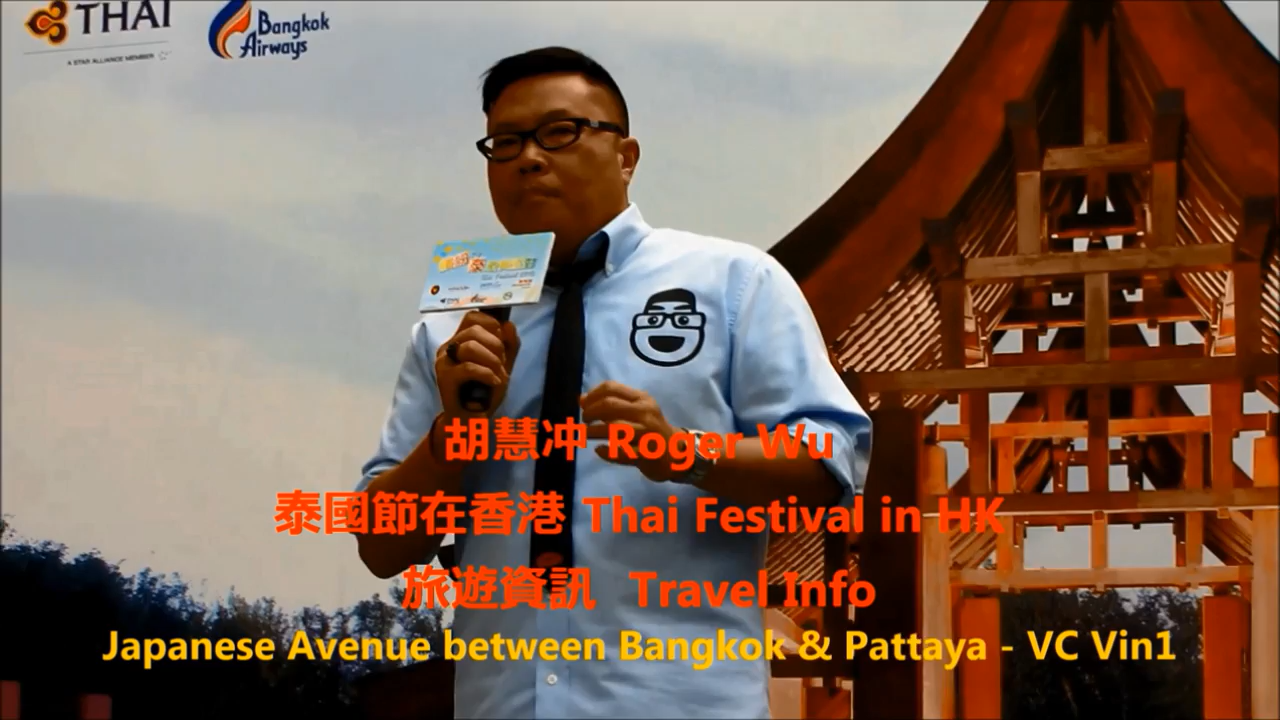 THAI
A STAR ALLIANCE MEMBER
Bangkok
Airways
胡慧冲 Roger Wu
泰國節在香港 Thai Festival in HK
旅遊資訊 Travel Info
Japanese Avenue between Bangkok & Pattaya - VC Vin1